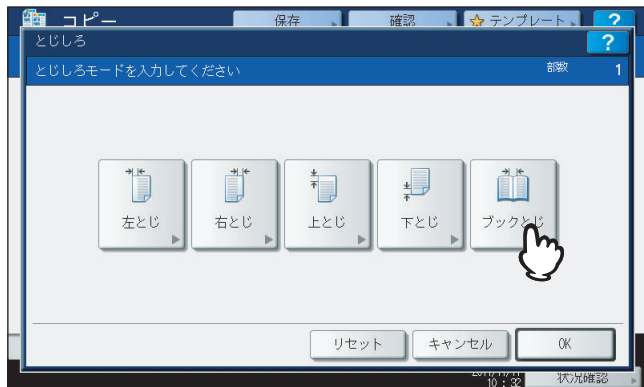 コピー 保存 確認 テンプレート ?
とじしろ ?
とじしろモードを入力してください 部数 1
左とじ 右とじ 上とじ 下とじ ブックとじ
リセット キャンセル OK
10:32 状況確認